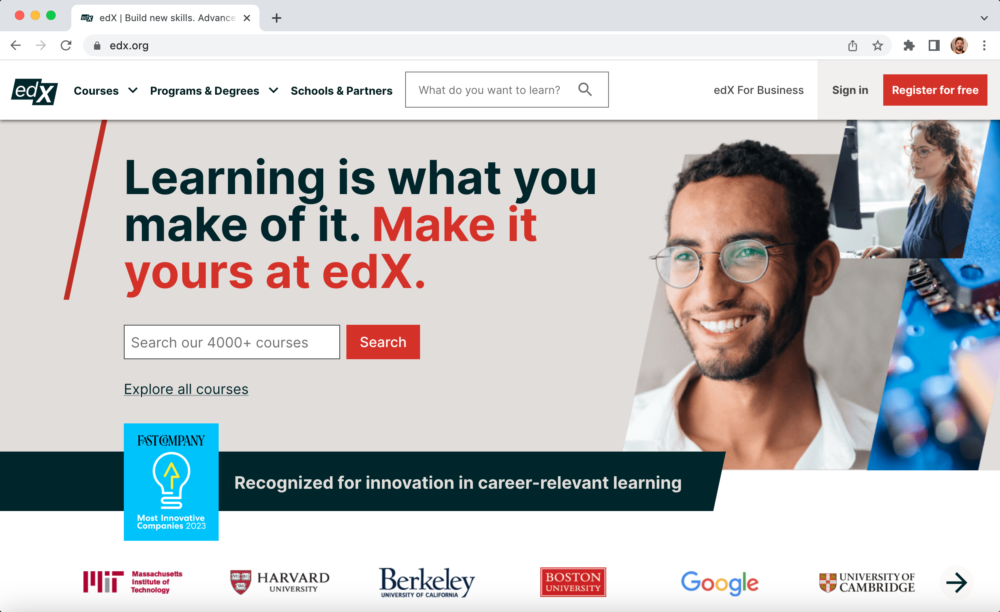 edX edX | Build new skills. Advance
edx.org
edX
Courses Programs & Degrees Schools & Partners What do you want to learn? edX For Business Sign in Register for free
Learning is what you
make of it. Make it
yours at edX.
Search our 4000+ courses Search
Explore all courses
FAST COMPANY
Most Innovative
Companies 2023
Recognized for innovation in career-relevant learning
MIT Massachusetts
Institute of
Technology
VE RI
TAS
HARVARD
UNIVERSITY
Berkeley
UNIVERSITY OF CALIFORNIA
BOSTON
UNIVERSITY
Google
UNIVERSITY OF
CAMBRIDGE